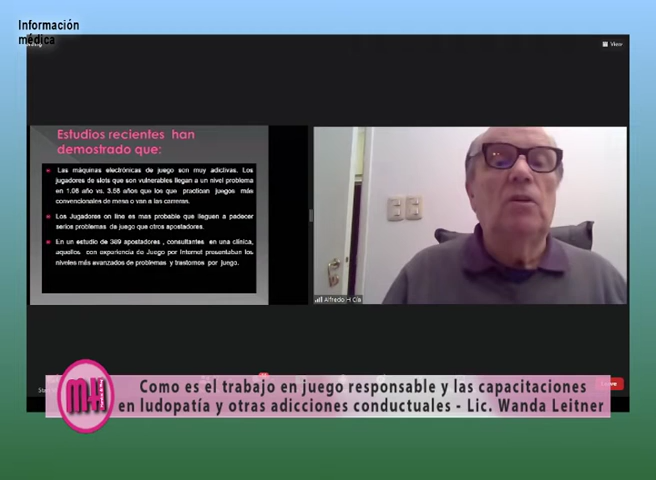 Información
médica
View
Estudios recientes han
demostrado que:
Las máquinas electrónicas de juego son muy adictivas. Los
jugadores de slots que son vulnerables llegan a un nivel problema
en 1.08 año vs. 3.58 años que los que practican juegos más
convencionales de mesa o van a las carreras.
Los Jugadores on line es mas probable que lleguen a padecer
serios problemas de juego que otros apostadores.
En un estudio de 389 apostadores , consultantes en una clínica,
aquellos con experiencia de Juego por Internet presentaban los
niveles más avanzados de problemas y trastornos por juego.
Alfredo H Cía
Como es el trabajo en juego responsable y las capacitaciones
en ludopatía y otras adicciones conductuales - Lic. Wanda Leitner